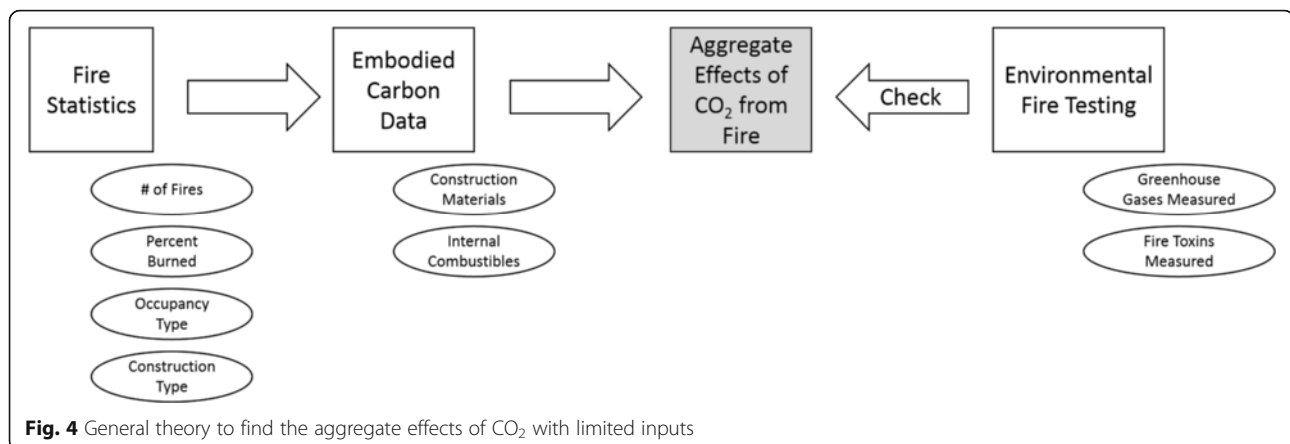 Fire
Statistics
Embodied
Carbon
Data
Aggregate
Effects of
CO₂ from
Fire
Check
Environmental
Fire Testing
# of Fires
Percent
Burned
Occupancy
Type
Construction
Type
Construction
Materials
Internal
Combustibles
Greenhouse
Gases Measured
Fire Toxins
Measured
Fig. 4 General theory to find the aggregate effects of CO₂ with limited inputs